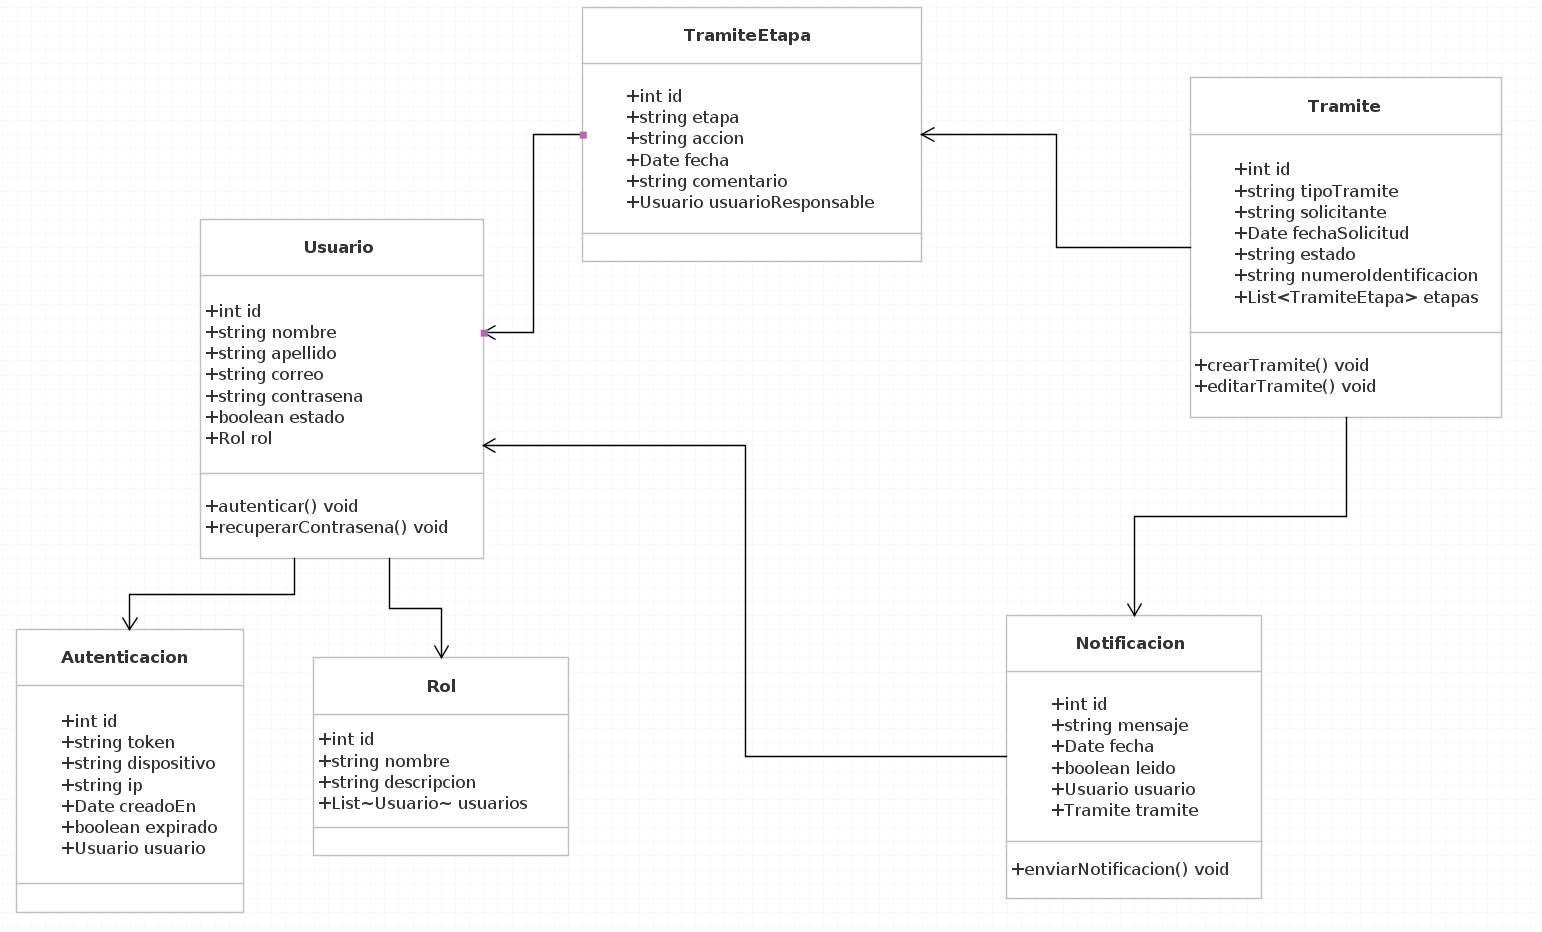 TramiteEtapa
+int id
+string etapa
+string accion
+Date fecha
+string comentario
+Usuario usuarioResponsable
Tramite
+int id
+string tipoTramite
+string solicitante
+Date fechaSolicitud
+string estado
+string numeroIdentificacion
+List<TramiteEtapa> etapas
+crearTramite() void
+editarTramite() void
Usuario
+int id
+string nombre
+string apellido
+string correo
+string contrasena
+boolean estado
+Rol rol
+autenticar() void
+recuperarContrasena() void
Autenticacion
+int id
+string token
+string dispositivo
+string ip
+Date creadoEn
+boolean expirado
+Usuario usuario
Rol
+int id
+string nombre
+string descripcion
+List~Usuario~ usuarios
Notificacion
+int id
+string mensaje
+Date fecha
+boolean leido
+Usuario usuario
+Tramite tramite
+enviarNotificacion() void